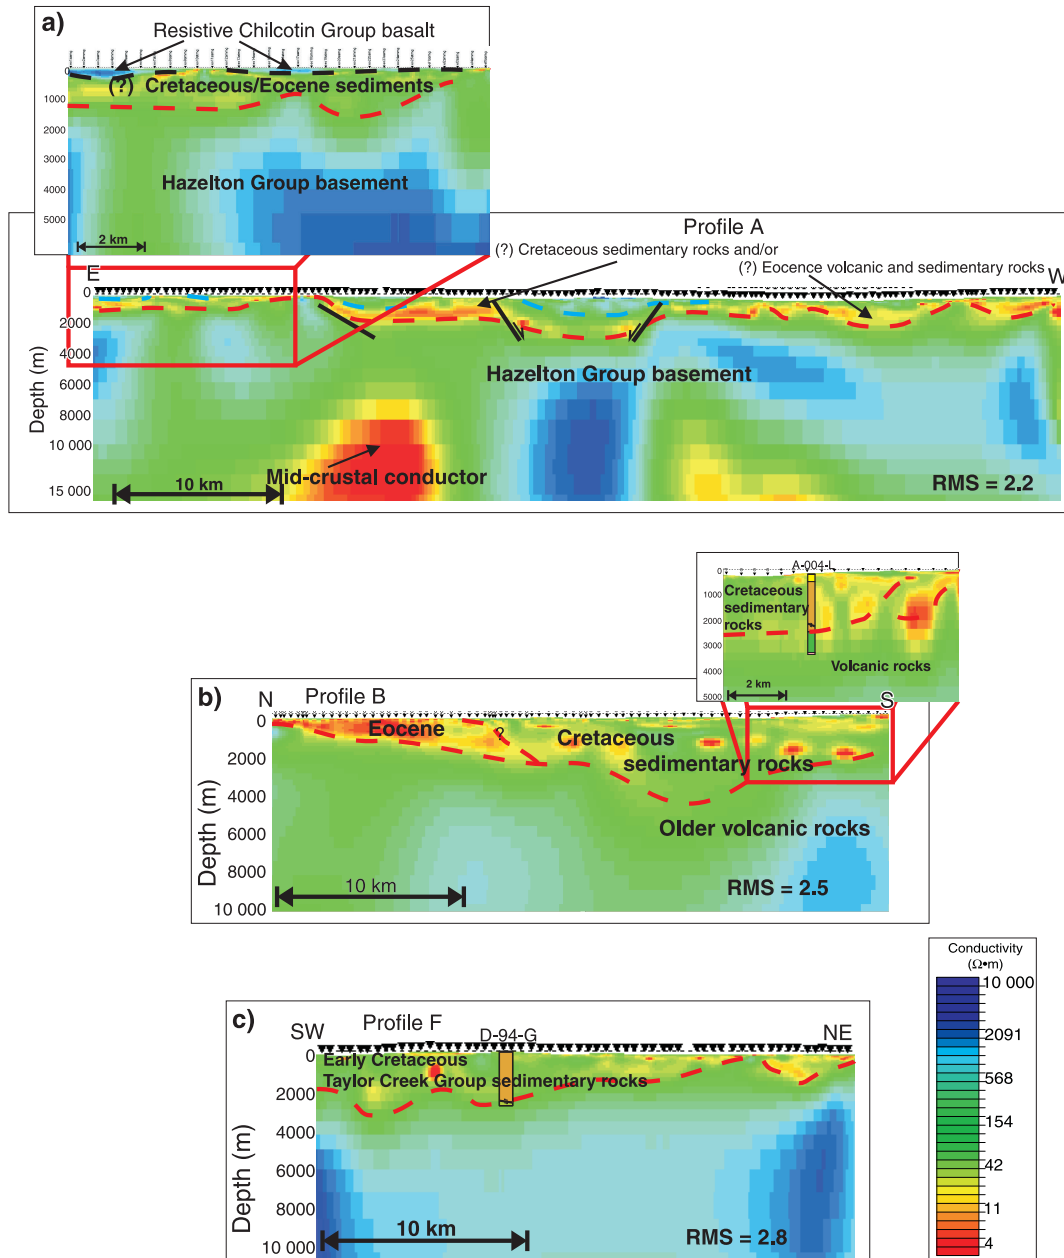 a)
Resistive Chilcotin Group basalt
0
(?) Cretaceous/Eocene sediments
1000
2000
3000
Hazelton Group basement
4000
5000
2 km
Profile A
(?) Cretaceous sedimentary rocks and/or
(?) Eocence volcanic and sedimentary rocks
E
W
0
2000
4000
Hazelton Group basement
6000
8000
10 000
Mid-crustal conductor
15 000
10 km
RMS = 2.2
Depth (m)
A-004-L
0
Cretaceous
1000
sedimentary
2000
rocks
3000
Volcanic rocks
4000
2 km
5000
b)
N
Profile B
S
0
Eocene
?
Cretaceous
2000
sedimentary rocks
4000
Older volcanic rocks
6000
8000
10 km
RMS = 2.5
10 000
Depth (m)
c)
SW
Profile F
D-94-G
NE
0
Early Cretaceous
Taylor Creek Group sedimentary rocks
2000
4000
6000
8000
10 km
RMS = 2.8
10 000
Depth (m)
Conductivity
(Ω•m)
10 000
2091
568
154
42
11
4